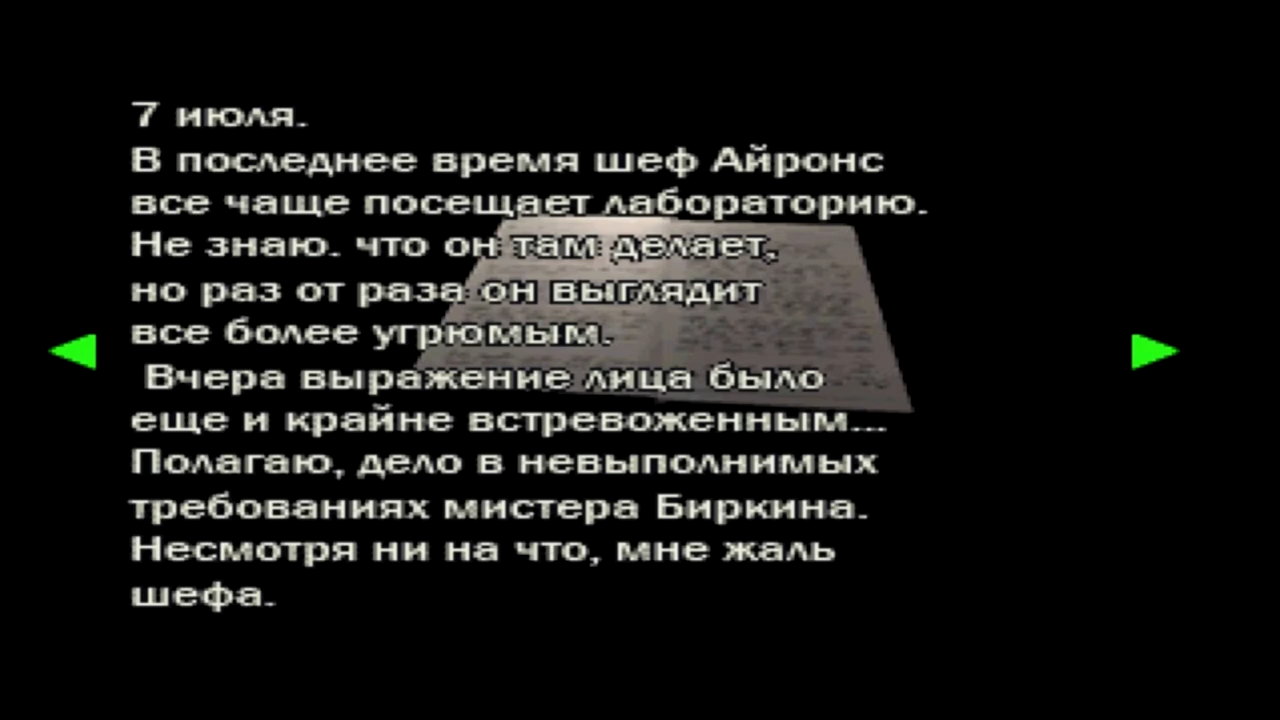 7 июля.
В последнее время шеф Айронс
все чаще посещает лабораторию.
Не знаю. что он там делает,
но раз от раза он выглядит
все более угрюмым.
Вчера выражение лица было
еще и крайне встревоженным...
Полагаю, дело в невыполнимых
требованиях мистера Биркина.
Несмотря ни на что, мне жаль
шефа.